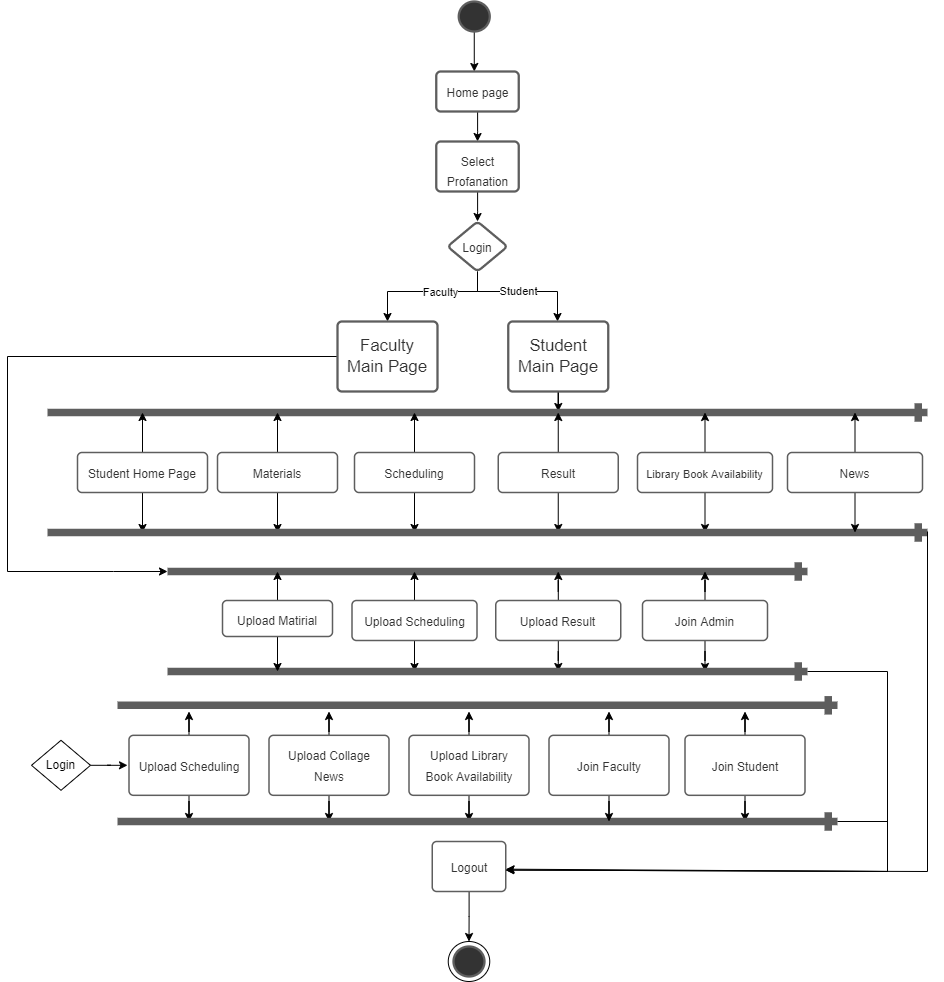 Home page
Select
Profanation
Login
Faculty
Student
Faculty
Main Page
Student
Main Page
Student Home Page
Materials
Scheduling
Result
Library Book Availability
News
Upload Matirial
Upload Scheduling
Upload Result
Join Admin
Login
Upload Scheduling
Upload Collage
News
Upload Library
Book Availability
Join Faculty
Join Student
Logout